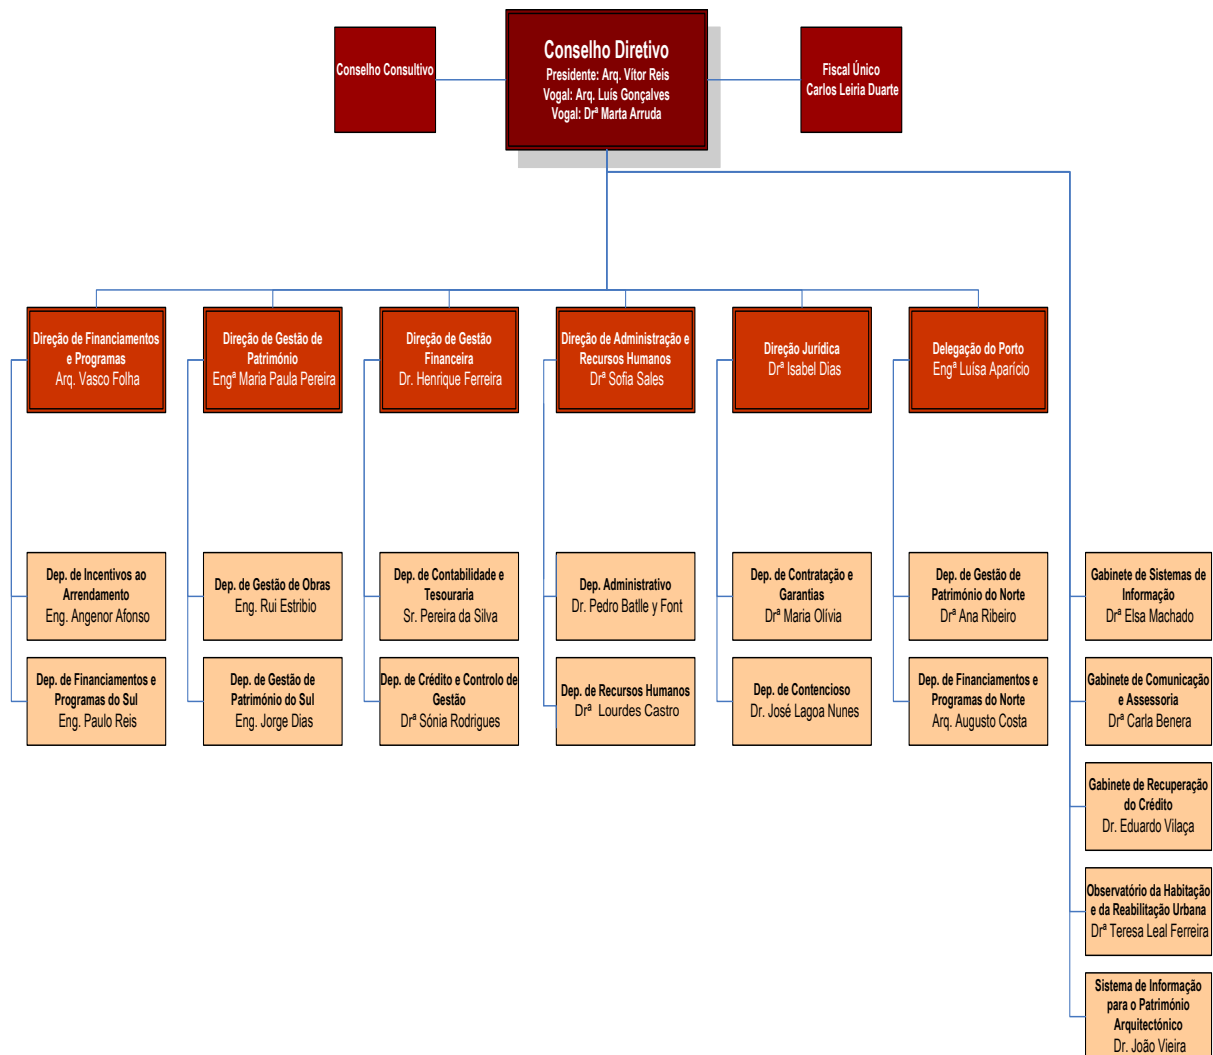 Conselho Consultivo
Conselho Diretivo
Presidente: Arq. Vítor Reis
Vogal: Arq. Luís Gonçalves
Vogal: Drª Marta Arruda
Fiscal Único
Carlos Leiria Duarte
Direção de Financiamentos
e Programas
Arq. Vasco Folha
Direção de Gestão de
Património
Engª Maria Paula Pereira
Direção de Gestão
Financeira
Dr. Henrique Ferreira
Direção de Administração e
Recursos Humanos
Drª Sofia Sales
Direção Jurídica
Drª Isabel Dias
Delegação do Porto
Engª Luísa Aparício
Dep. de Incentivos ao
Arrendamento
Eng. Angenor Afonso
Dep. de Gestão de Obras
Eng. Rui Estribio
Dep. de Contabilidade e
Tesouraria
Sr. Pereira da Silva
Dep. Administrativo
Dr. Pedro Batlle y Font
Dep. de Contratação e
Garantias
Drª Maria Olívia
Dep. de Gestão de
Património do Norte
Drª Ana Ribeiro
Gabinete de Sistemas de
Informação
Drª Elsa Machado
Dep. de Financiamentos e
Programas do Sul
Eng. Paulo Reis
Dep. de Gestão de
Património do Sul
Eng. Jorge Dias
Dep. de Crédito e Controlo de
Gestão
Drª Sónia Rodrigues
Dep. de Recursos Humanos
Drª Lourdes Castro
Dep. de Contencioso
Dr. José Lagoa Nunes
Dep. de Financiamentos e
Programas do Norte
Arq. Augusto Costa
Gabinete de Comunicação
e Assessoria
Drª Carla Benera
Gabinete de Recuperação
do Crédito
Dr. Eduardo Vilaça
Observatório da Habitação
e da Reabilitação Urbana
Drª Teresa Leal Ferreira
Sistema de Informação
para o Património
Arquitectónico
Dr. João Vieira